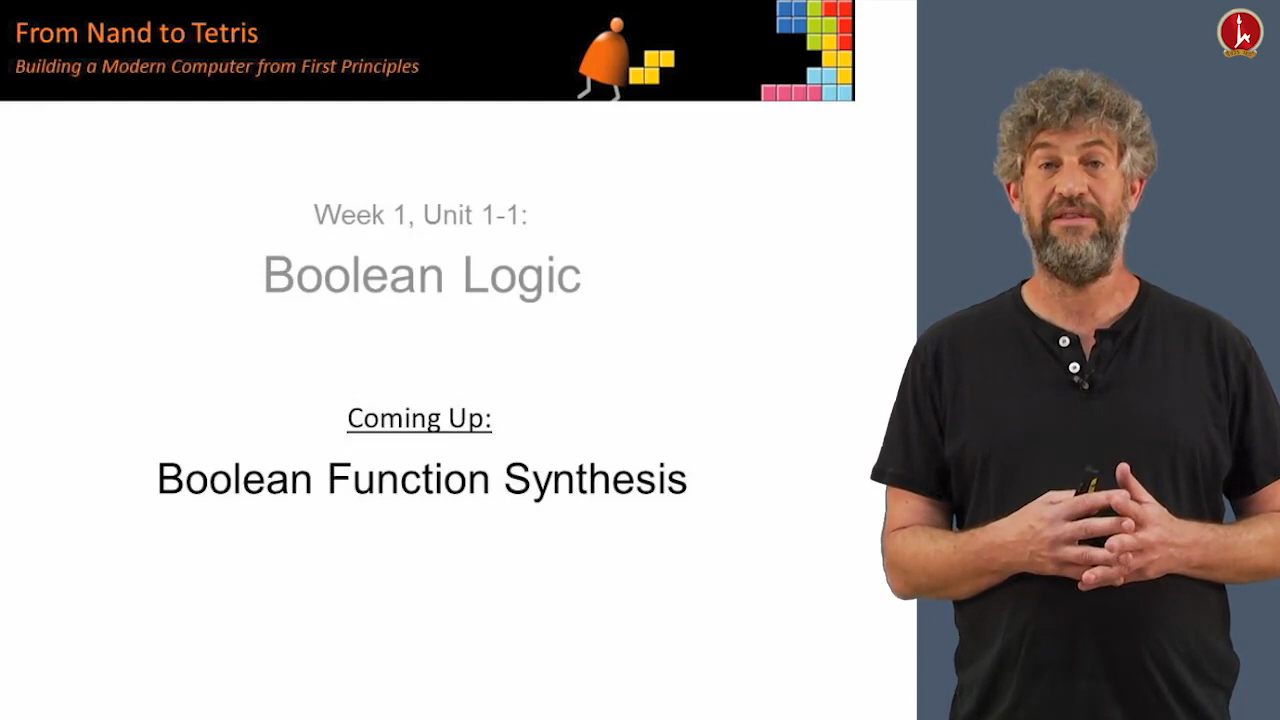 From Nand to Tetris
Building a Modern Computer from First Principles
Week 1, Unit 1-1:
Boolean Logic
Coming Up:
Boolean Function Synthesis